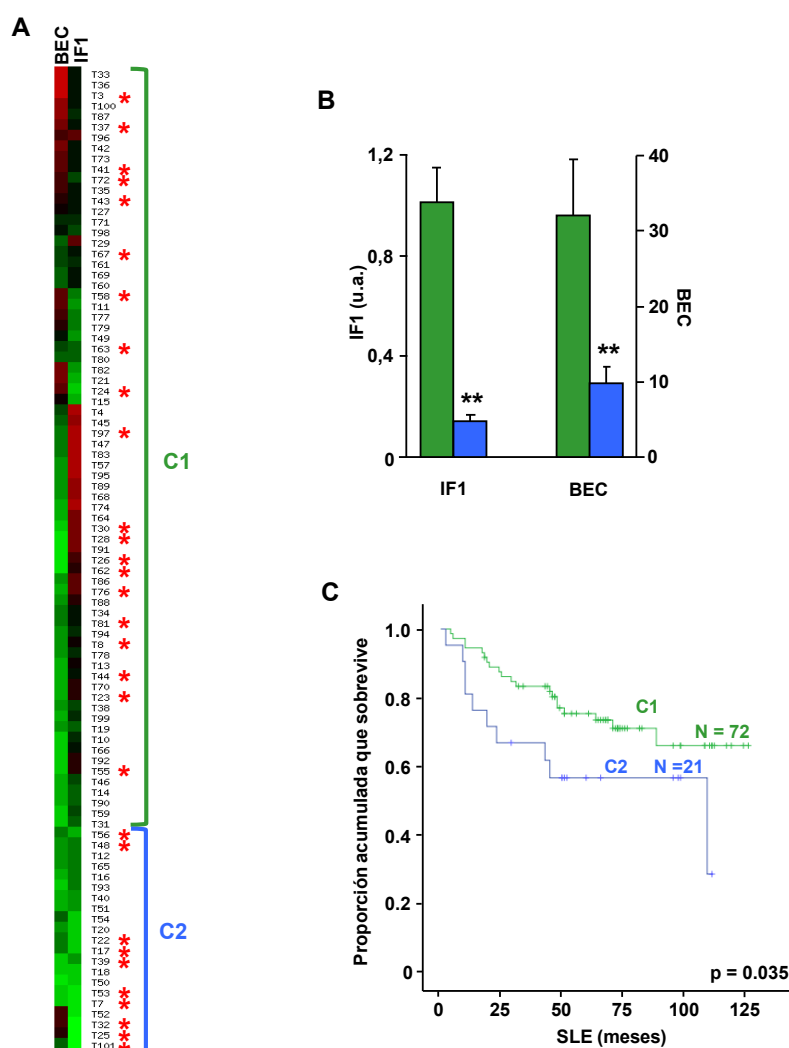 A
BEC
IF1
T33
T36
T3
*
T100
T87
T37
*
T96
T42
T73
T41
*
T72
*
T35
T43
*
T27
T71
T98
T29
T67
*
T61
T69
T60
T58
*
T11
T77
T79
T49
T63
*
T80
T82
T21
T24
*
T15
T4
T45
T97
*
T47
T83
T57
T95
T89
T68
T74
T64
T30
*
T28
*
T91
T26
*
T62
*
T86
T76
*
T88
T34
T81
*
T94
T8
*
T78
T13
T44
*
T70
T23
*
T38
T99
T19
T10
T66
T92
T55
*
T46
T14
T90
T59
T31
C1
T56
*
T48
*
T12
T65
T16
T93
T40
T51
T54
T20
T22
*
T17
*
T39
*
T18
T50
T53
*
T7
*
T52
T32
*
T25
*
T101
*
C2
B
1,2
0,8
0,4
0
IF1 (u.a.)
40
30
20
10
0
BEC
**
**
IF1
BEC
C
1.0
0.8
0.6
0.4
0.2
0
Proporción acumulada que sobrevive
C1
N = 72
C2
N =21
p = 0.035
0
25
50
75
100
125
SLE (meses)